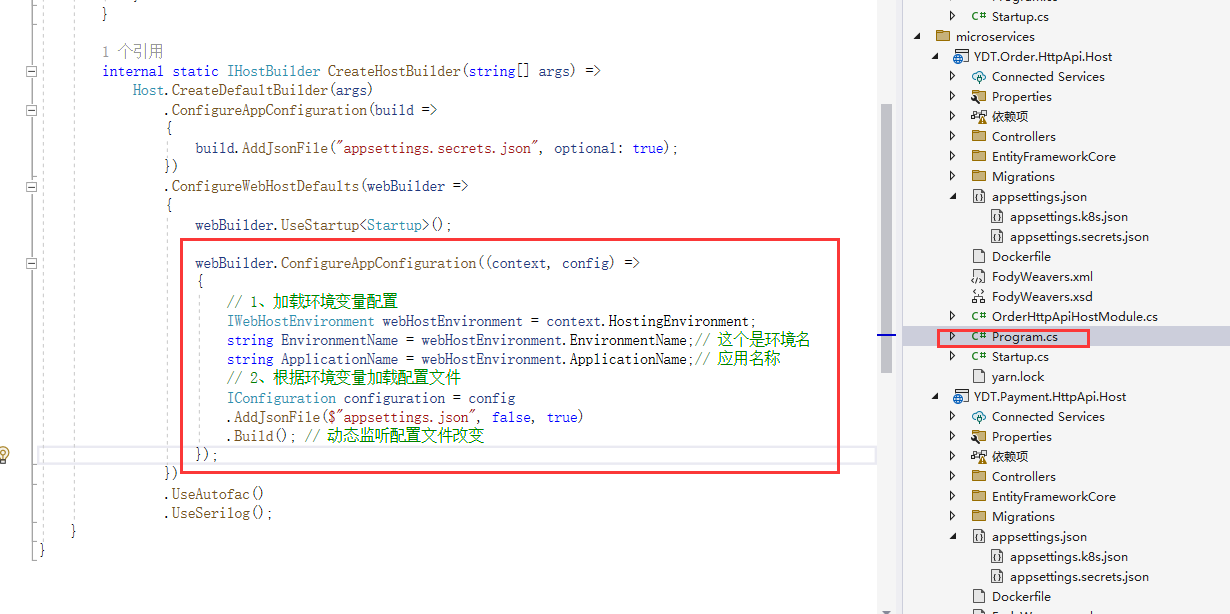 }
1 个引用
internal static IHostBuilder CreateHostBuilder(string[] args) =>
Host.CreateDefaultBuilder(args)
.ConfigureAppConfiguration(build =>
{
build.AddJsonFile("appsettings.secrets.json", optional: true);
})
.ConfigureWebHostDefaults(webBuilder =>
{
webBuilder.UseStartup<Startup>();
webBuilder.ConfigureAppConfiguration((context, config) =>
{
// 1、加载环境变量配置
IWebHostEnvironment webHostEnvironment = context.HostingEnvironment;
string EnvironmentName = webHostEnvironment.EnvironmentName;// 这个是环境名
string ApplicationName = webHostEnvironment.ApplicationName;// 应用名称
// 2、根据环境变量加载配置文件
IConfiguration configuration = config
.AddJsonFile($"appsettings.json", false, true)
.Build(); // 动态监听配置文件改变
});
})
.UseAutofac()
.UseSerilog();
}
}
C# Startup.cs
microservices
YDT.Order.HttpApi.Host
Connected Services
Properties
依赖项
Controllers
EntityFrameworkCore
Migrations
appsettings.json
appsettings.k8s.json
appsettings.secrets.json
Dockerfile
FodyWeavers.xml
FodyWeavers.xsd
C# OrderHttpApiHostModule.cs
C# Program.cs
C# Startup.cs
yarn.lock
YDT.Payment.HttpApi.Host
Connected Services
Properties
依赖项
Controllers
EntityFrameworkCore
Migrations
appsettings.json
appsettings.k8s.json
appsettings.secrets.json
Dockerfile